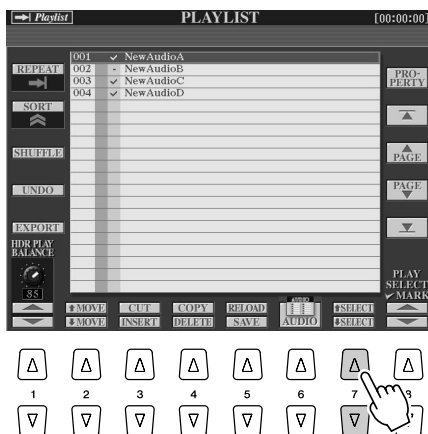 Playlist PLAYLIST [00:00:00]
001 ✓ NewAudioA
002 - NewAudioB
003 ✓ NewAudioC
004 ✓ NewAudioD
REPEAT
SORT
SHUFFLE
UNDO
EXPORT
HDR PLAY
BALANCE
85
PRO-
PERTY
PAGE
PAGE
PLAY
SELECT
✓ MARK
MOVE CUT COPY RELOAD AUDIO SELECT
MOVE INSERT DELETE SAVE AUDIO SELECT
1 2 3 4 5 6 7 8